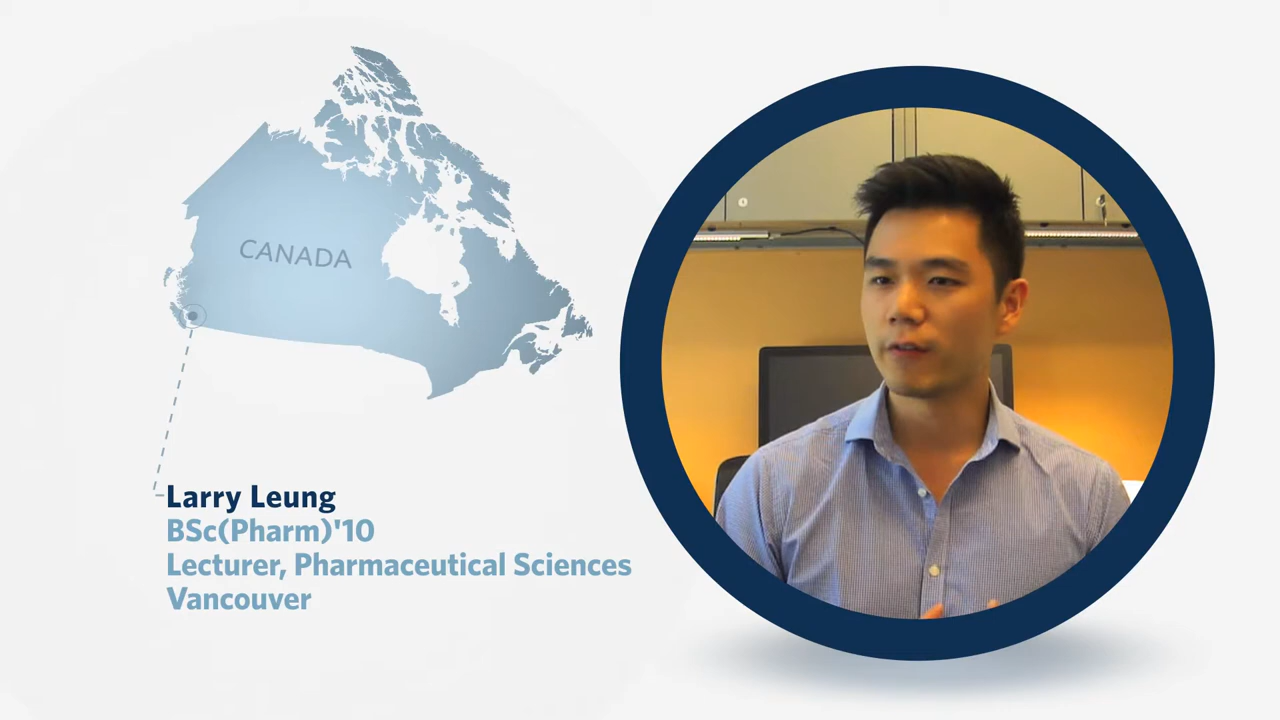 CANADA
Larry Leung
BSc(Pharm)'10
Lecturer, Pharmaceutical Sciences
Vancouver